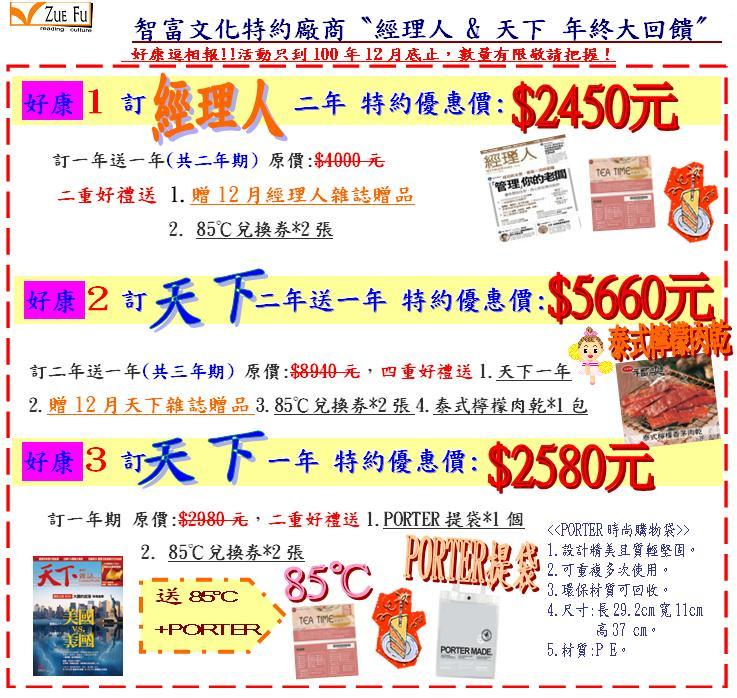 Zue Fu
reading culture
智富文化特約廠商〝經理人 & 天下 年終大回饋〞
好康逗相報!!活動只到100年12月底止，數量有限敬請把握！
好康1 訂 經理人 二年 特約優惠價:$2450元
訂一年送一年(共二年期) 原價:$4000 元
二重好禮送 1. 贈12月經理人雜誌贈品
2. 85℃兌換券*2張
經理人
管理你的老闆
TEA TIME
好康2 訂 天下 二年送一年 特約優惠價:$5660元
泰式檸檬肉乾
訂二年送一年(共三年期) 原價:$8940 元，四重好禮送 1. 天下一年
2. 贈12月天下雜誌贈品 3. 85℃兌換券*2張 4. 泰式檸檬肉乾*1包
泰式檸檬香茅肉乾
好康3 訂 天下 一年 特約優惠價:$2580元
訂一年期 原價:$2980 元，二重好禮送 1. PORTER提袋*1個
2. 85℃兌換券*2張
<<PORTER時尚購物袋>>
1.設計精美且質輕堅固。
2.可重複多次使用。
3.環保材質可回收。
4.尺寸:長29.2cm寬11cm
高37 cm。
5.材質:PE。
天下
美國
vs.
美國
送 85℃
+PORTER
85℃
TEA TIME
PORTER提袋
PORTER MADE.